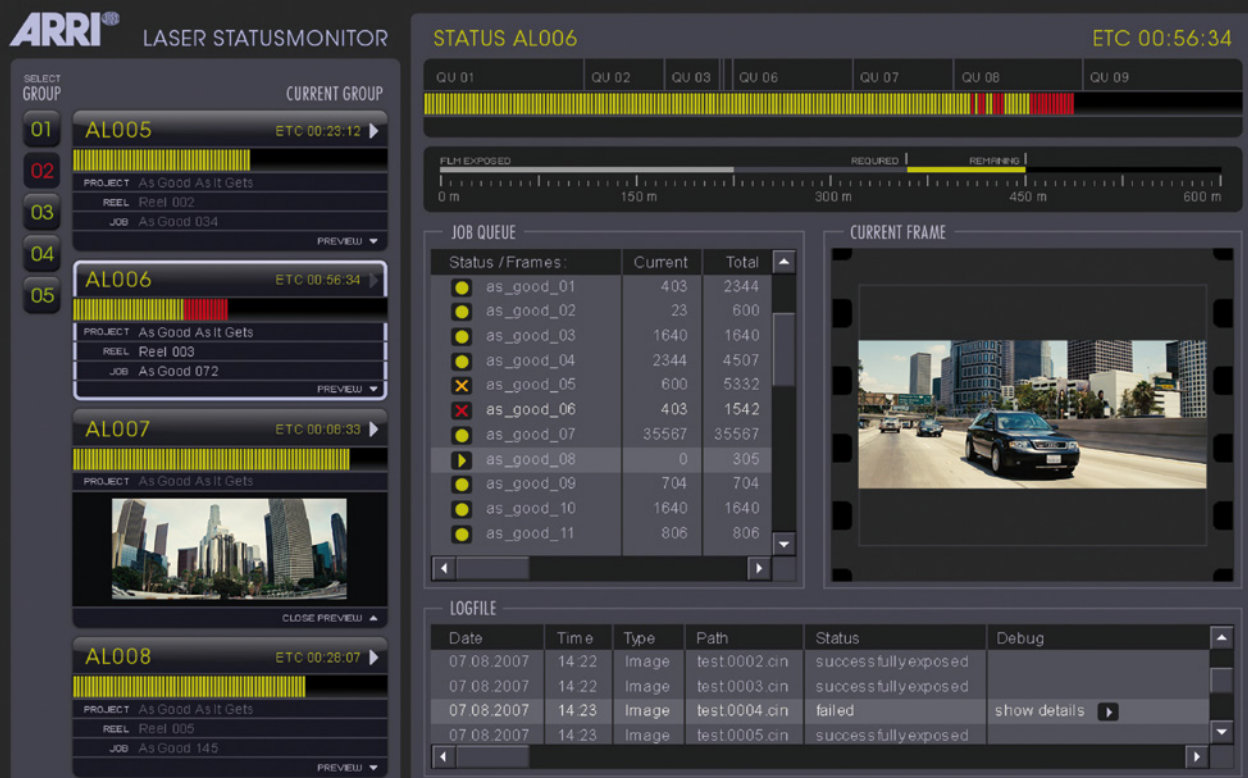 ARRI®
LASER STATUSMONITOR
SELECT
GROUP
CURRENT GROUP
01
02
03
04
05
AL005 ETC 00:23:12
PROJECT As Good As It Gets
REEL Reel 002
JOB As Good 034
PREVIEW
AL006 ETC 00:56:34
PROJECT As Good As It Gets
REEL Reel 003
JOB As Good 072
PREVIEW
AL007 ETC 00:08:33
PROJECT As Good As It Gets
CLOSE PREVIEW
AL008 ETC 00:28:07
PROJECT As Good As It Gets
REEL Reel 005
JOB As Good 145
PREVIEW
STATUS AL006 ETC 00:56:34
QU 01 QU 02 QU 03 QU 06 QU 07 QU 08 QU 09
FILM EXPOSED REQUIRED REMAINING
0 m 150 m 300 m 450 m 600 m
JOB QUEUE
Status / Frames: Current Total
as_good_01 403 2344
as_good_02 23 600
as_good_03 1640 1640
as_good_04 2344 4507
as_good_05 600 5332
as_good_06 403 1542
as_good_07 35567 35567
as_good_08 0 305
as_good_09 704 704
as_good_10 1640 1640
as_good_11 806 806
CURRENT FRAME
LOGFILE
Date Time Type Path Status Debug
07.08.2007 14:22 Image test.0002.cin successfully exposed
07.08.2007 14:22 Image test.0003.cin successfully exposed
07.08.2007 14:23 Image test.0004.cin failed show details
07.08.2007 14:23 Image test.0005.cin successfully exposed